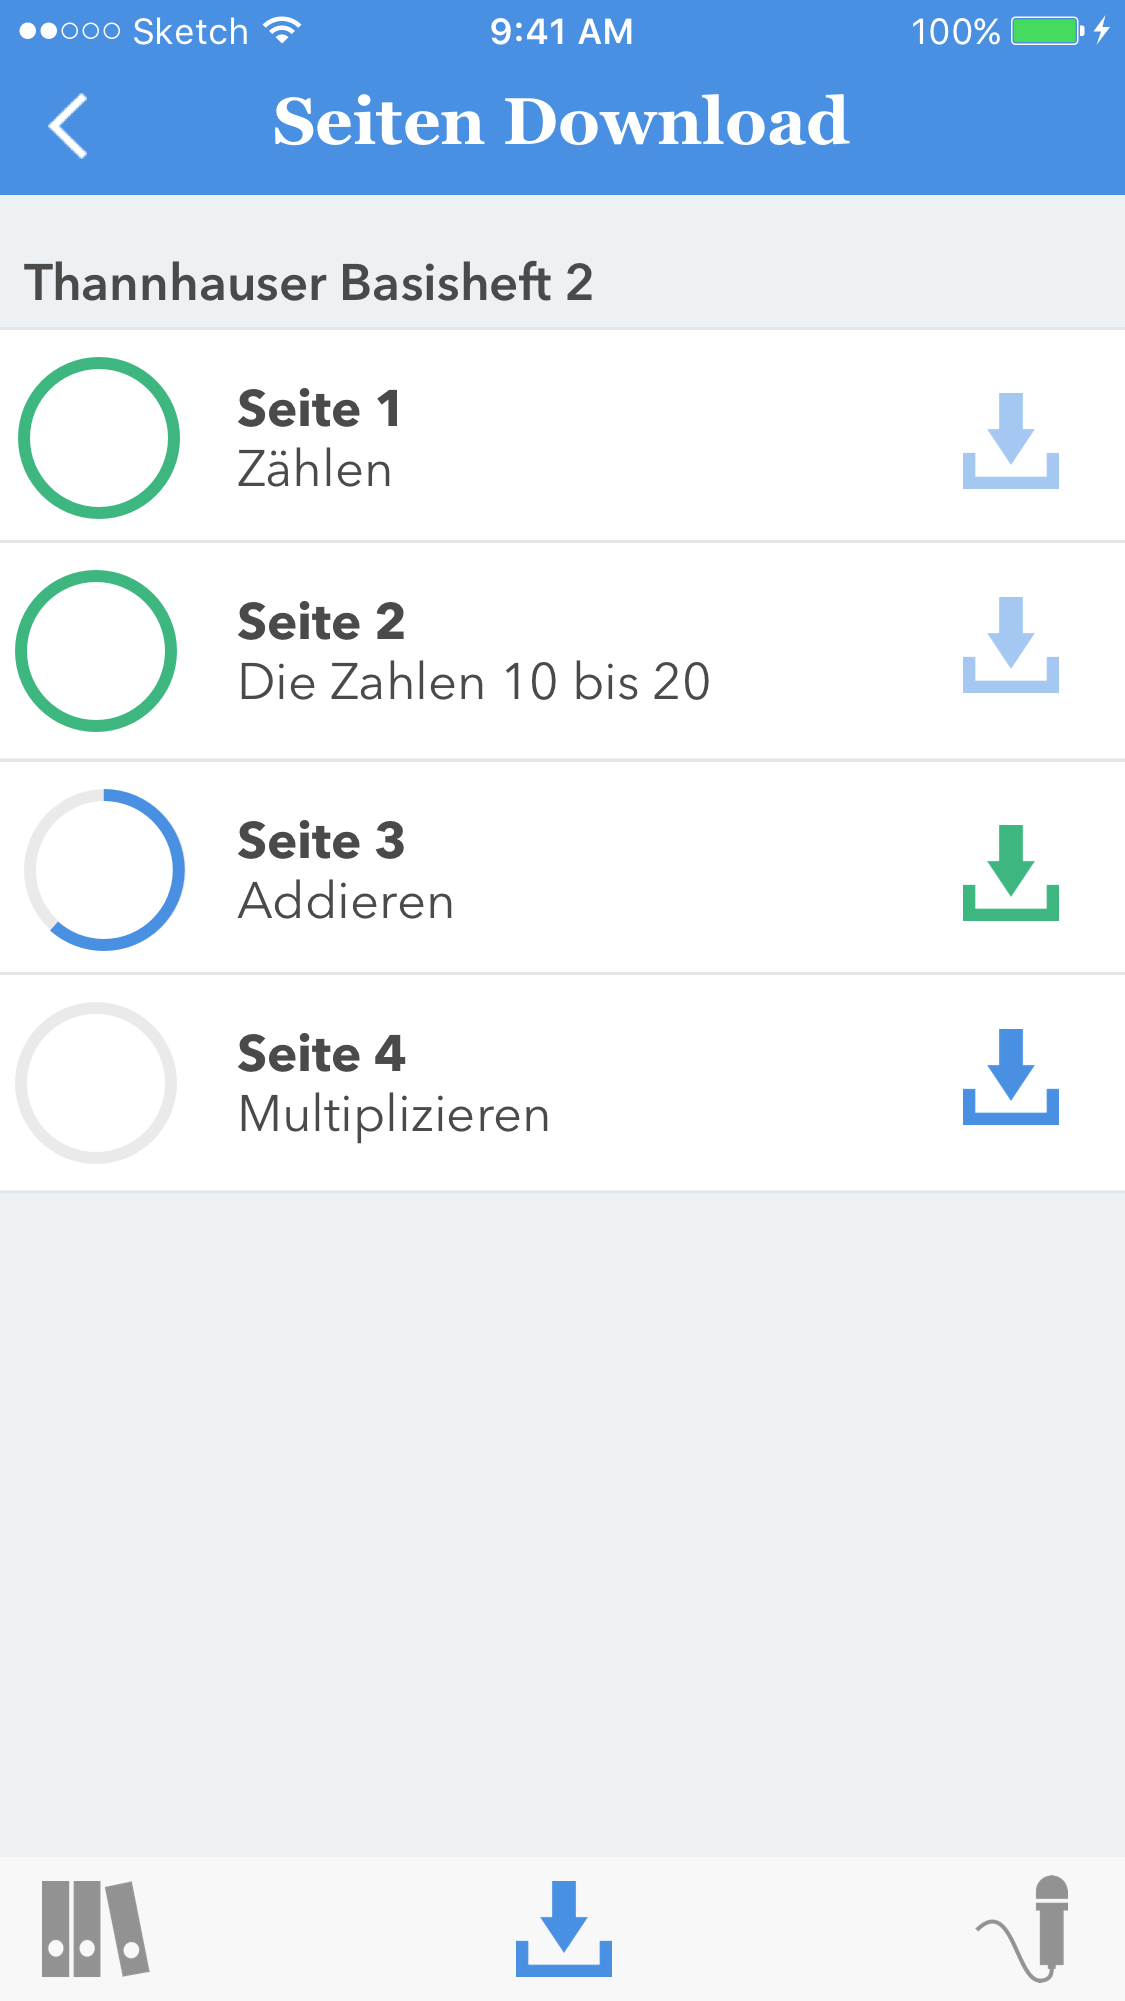 Sketch 9:41 AM 100%
Seiten Download
Thannhauser Basisheft 2
Seite 1
Zählen
Seite 2
Die Zahlen 10 bis 20
Seite 3
Addieren
Seite 4
Multiplizieren